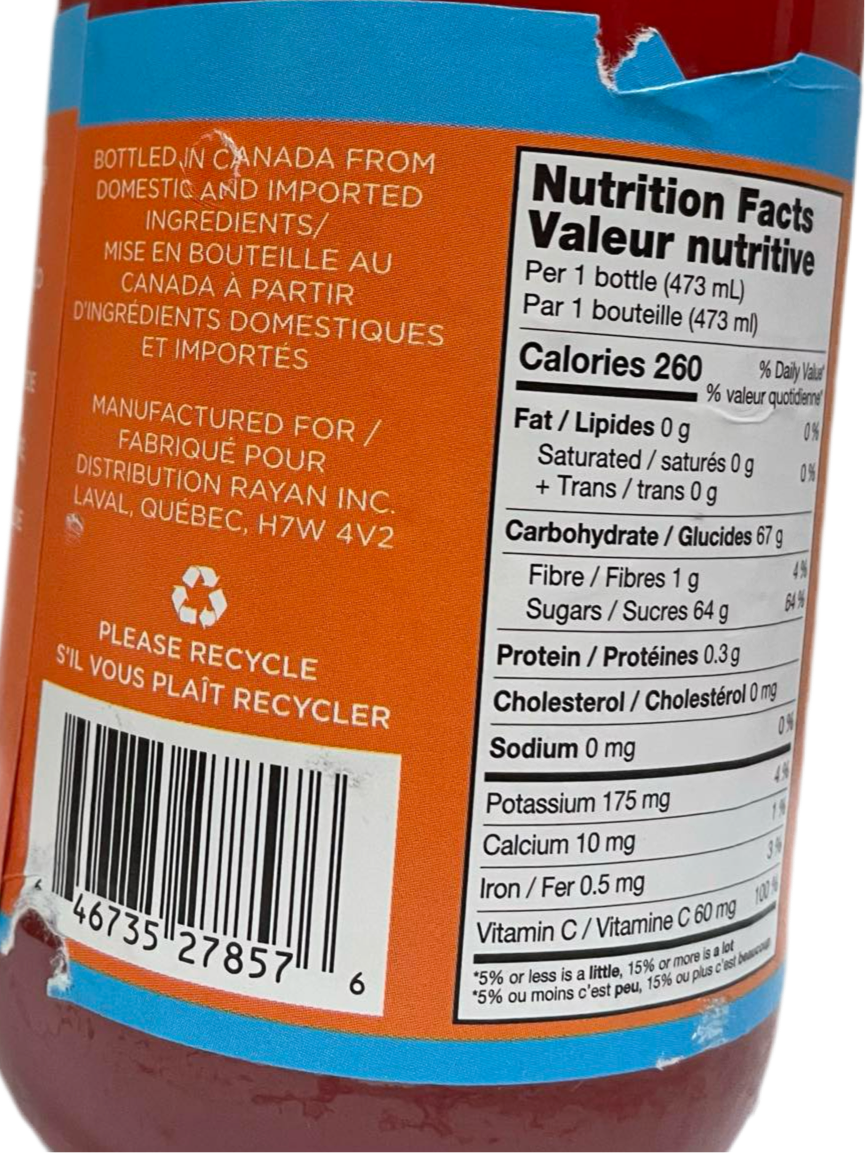 BOTTLED IN CANADA FROM
DOMESTIC AND IMPORTED
INGREDIENTS/
MISE EN BOUTEILLE AU
CANADA À PARTIR
D'INGRÉDIENTS DOMESTIQUES
ET IMPORTÉS
MANUFACTURED FOR /
FABRIQUÉ POUR
DISTRIBUTION RAYAN INC.
LAVAL, QUÉBEC, H7W 4V2
PLEASE RECYCLE
S'IL VOUS PLAÎT RECYCLER
6 46735 27857 6
Nutrition Facts
Valeur nutritive
Per 1 bottle (473 mL)
Par 1 bouteille (473 ml)
Calories 260 % Daily Value*
% valeur quotidienne*
Fat / Lipides 0 g 0 %
Saturated / saturés 0 g 0 %
+ Trans / trans 0 g
Carbohydrate / Glucides 67 g
Fibre / Fibres 1 g 4 %
Sugars / Sucres 64 g 64 %
Protein / Protéines 0.3 g
Cholesterol / Cholestérol 0 mg
Sodium 0 mg 0 %
Potassium 175 mg 4 %
Calcium 10 mg 1 %
Iron / Fer 0.5 mg 3 %
Vitamin C / Vitamine C 60 mg 100 %
*5% or less is a little, 15% or more is a lot
*5% ou moins c'est peu, 15% ou plus c'est beaucoup